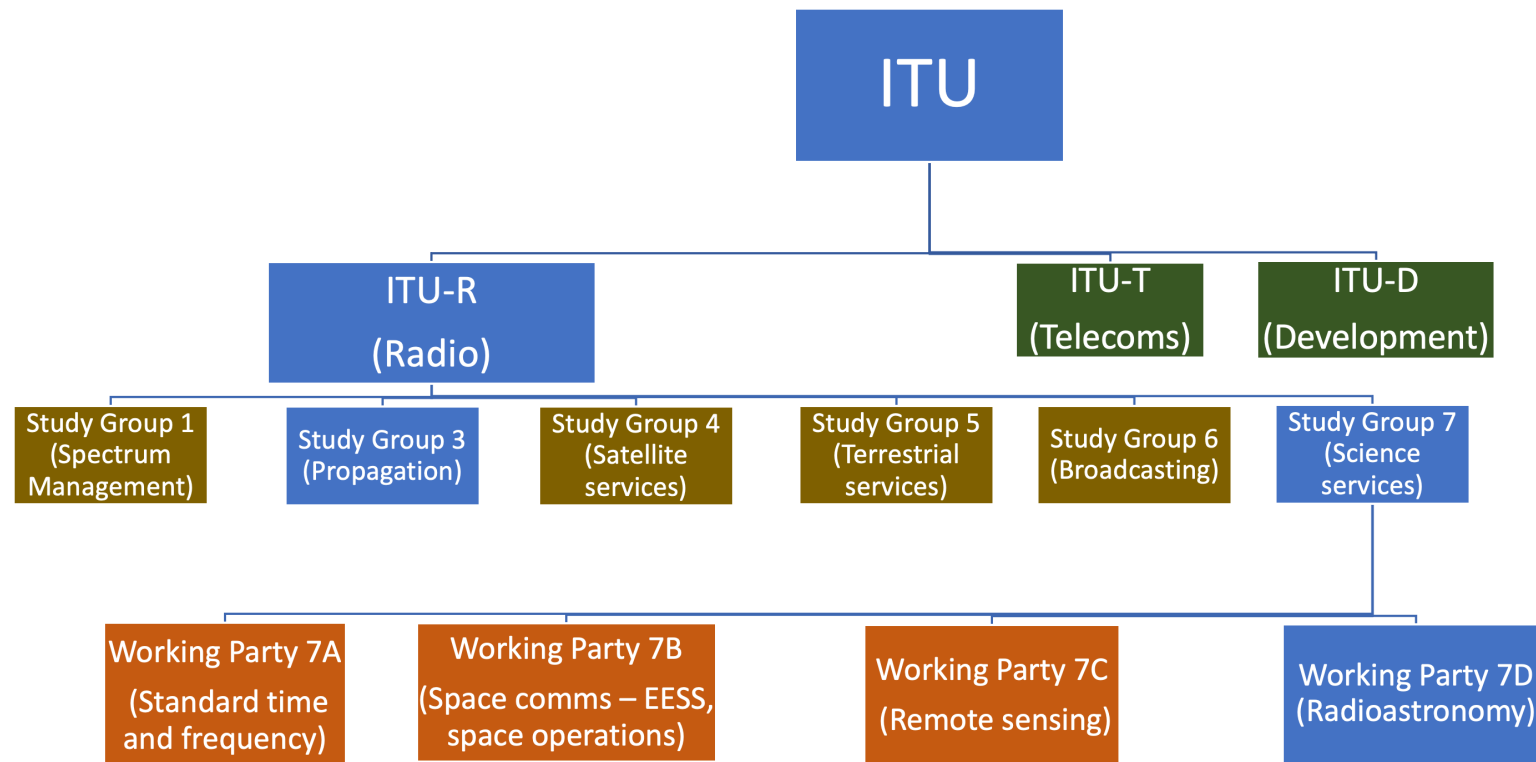 ITU
ITU-R
(Radio)
ITU-T
(Telecoms)
ITU-D
(Development)
Study Group 1
(Spectrum
Management)
Study Group 3
(Propagation)
Study Group 4
(Satellite
services)
Study Group 5
(Terrestrial
services)
Study Group 6
(Broadcasting)
Study Group 7
(Science
services)
Working Party 7A
(Standard time
and frequency)
Working Party 7B
(Space comms – EESS,
space operations)
Working Party 7C
(Remote sensing)
Working Party 7D
(Radioastronomy)